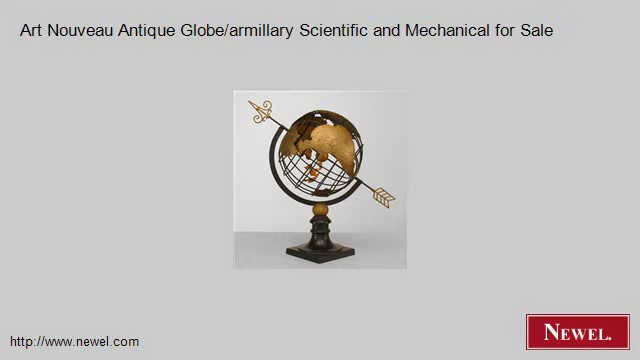 Art Nouveau Antique Globe/armillary Scientific and Mechanical for Sale
NEWEL.
http://www.newel.com